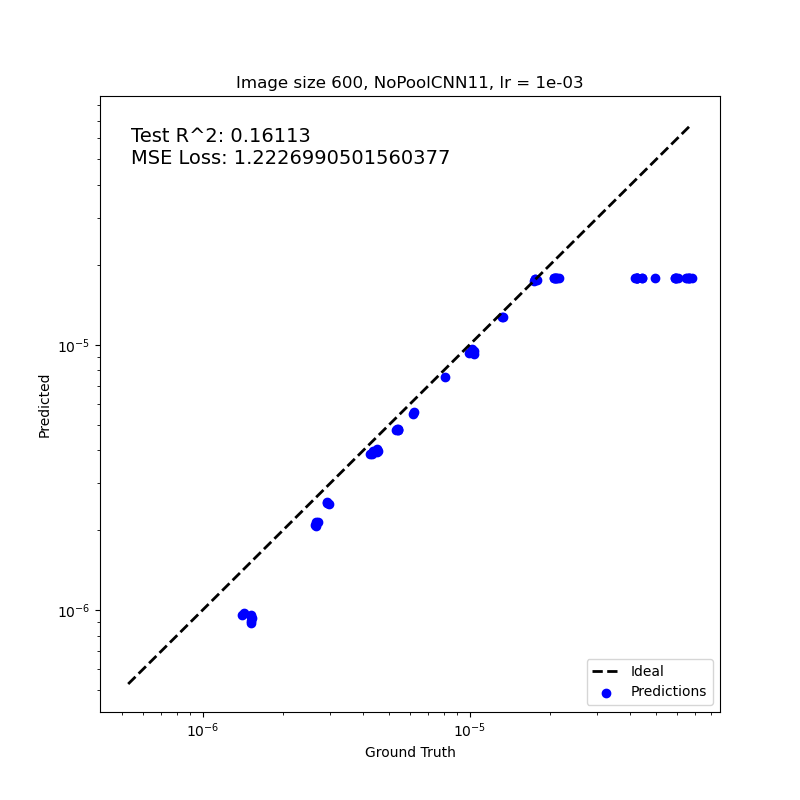 Image size 600, NoPoolCNN11, lr = 1e-03
Test R^2: 0.16113
MSE Loss: 1.2226990501560377
10⁻⁵
Predicted
10⁻⁶
Ideal
Predictions
10⁻⁶ 10⁻⁵
Ground Truth